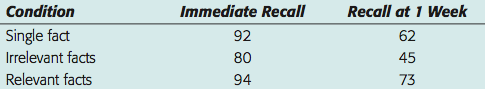 Condition Immediate Recall Recall at 1 Week
Single fact 92 62
Irrelevant facts 80 45
Relevant facts 94 73